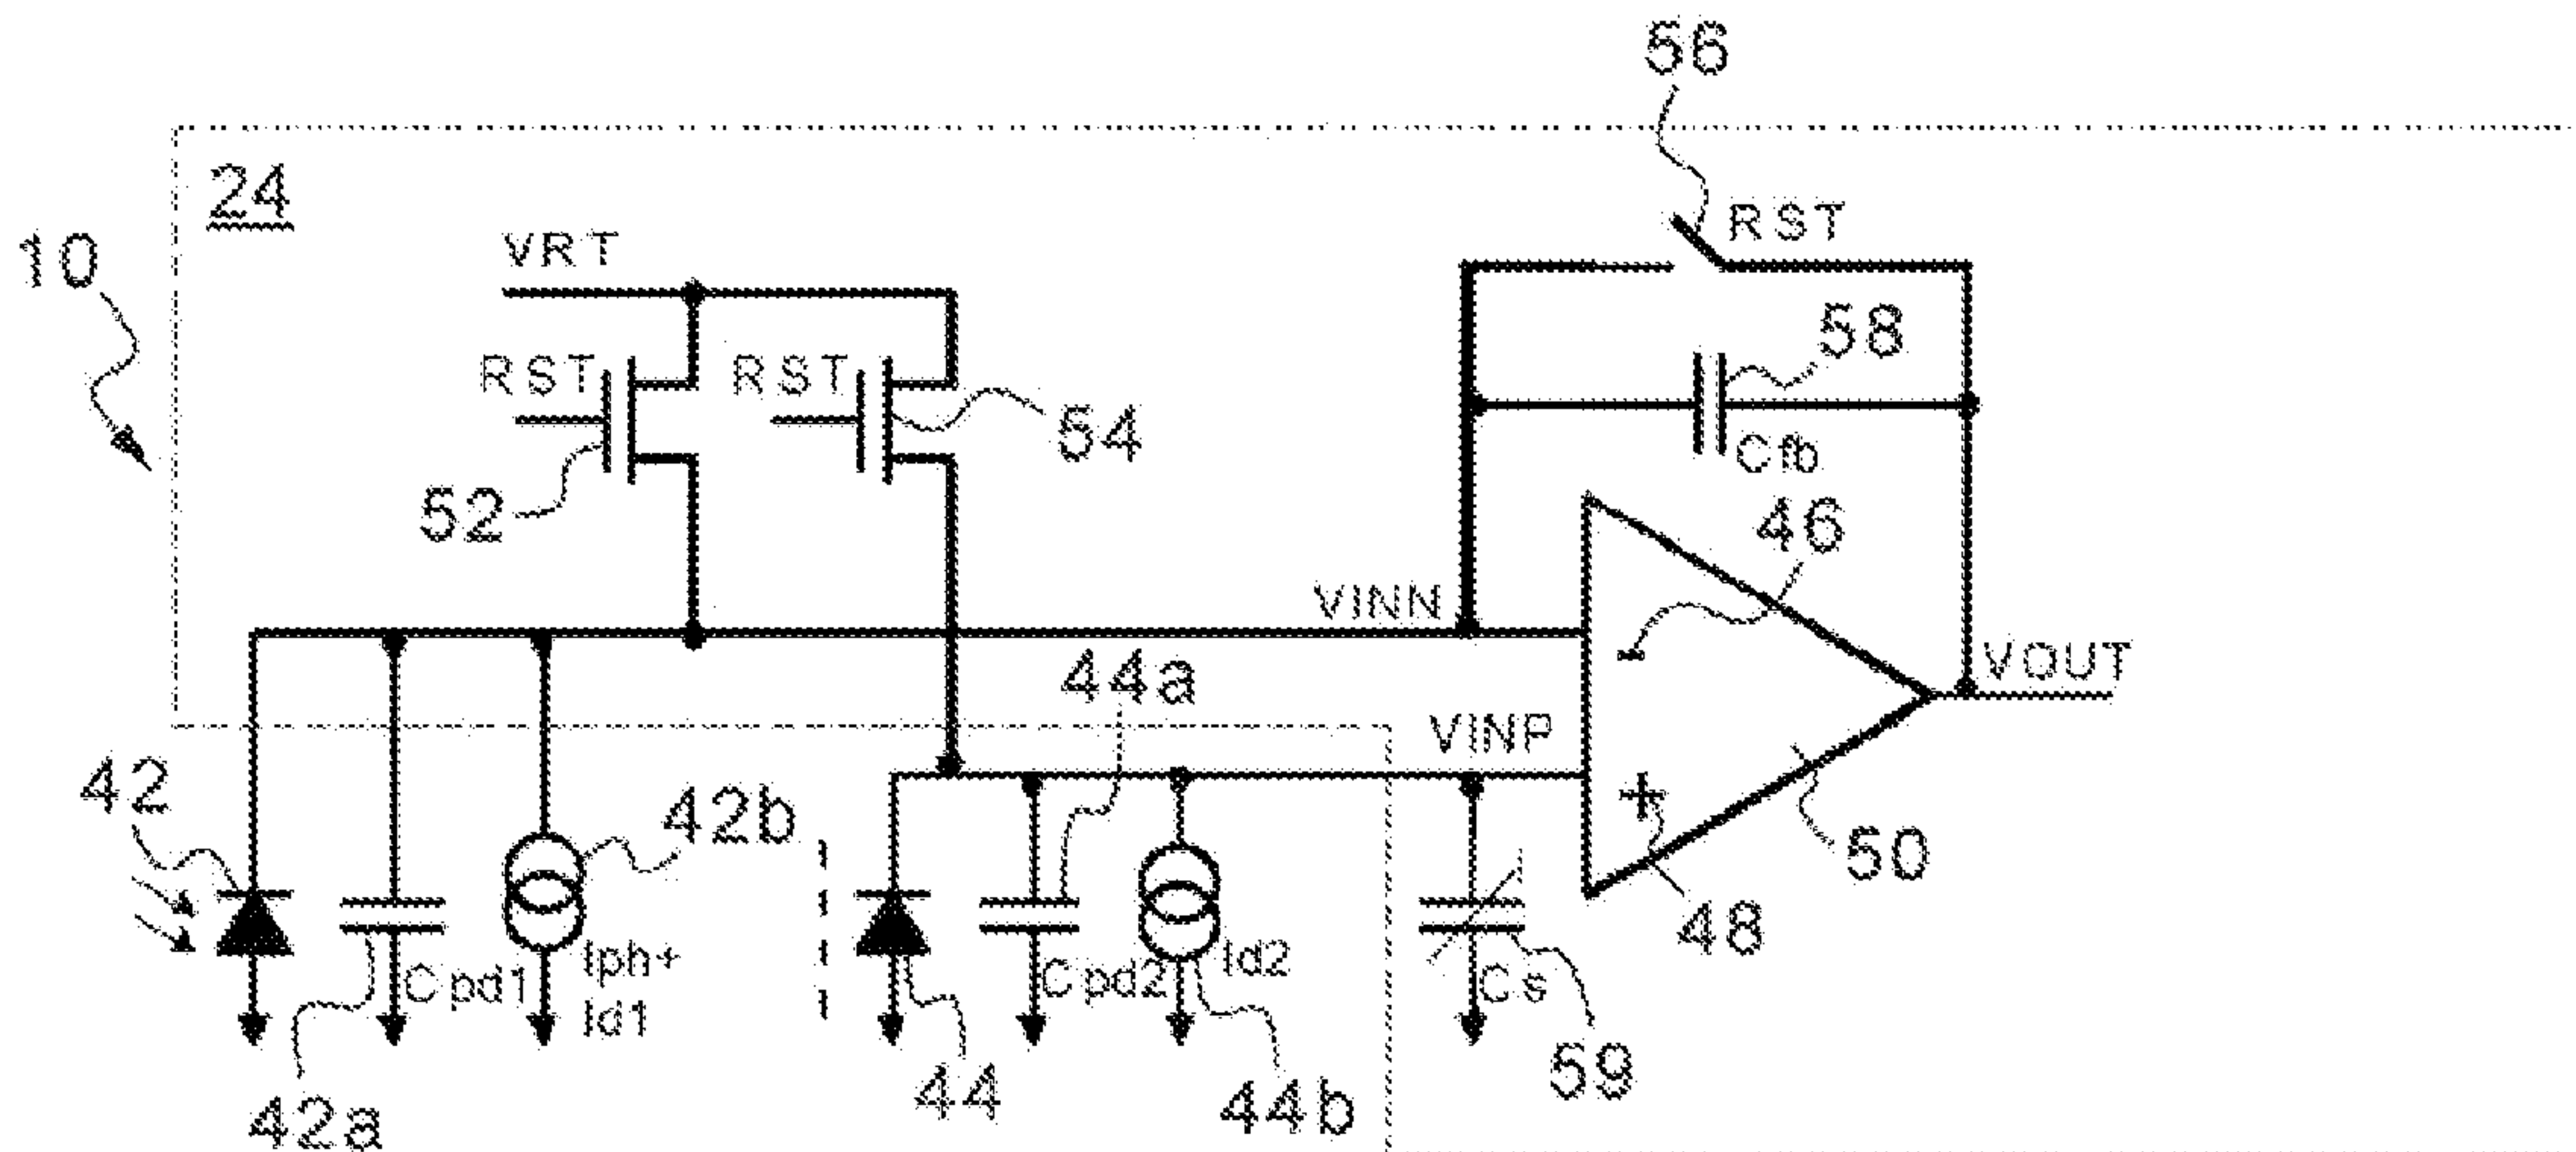 56
24
RST
10
VRT
58
RST
RST
54
Cfb
52
46
VINN
VOUT
44a
VINP
42
42b
50
48
Cpd1
Iph+
Id1
Cpd2
Id2
Cs
59
44
44b
42a